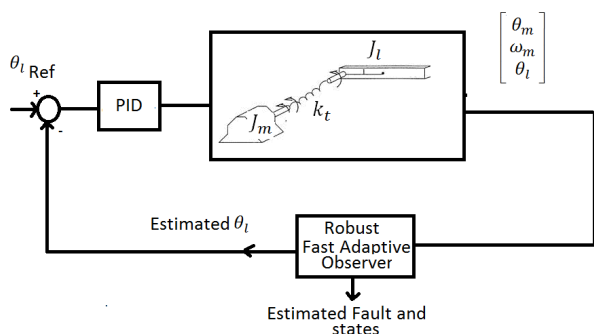 θ_l Ref
+
-
PID
J_l
k_t
J_m
θ_m
ω_m
θ_l
Estimated θ_l
Robust
Fast Adaptive
Observer
Estimated Fault and
states